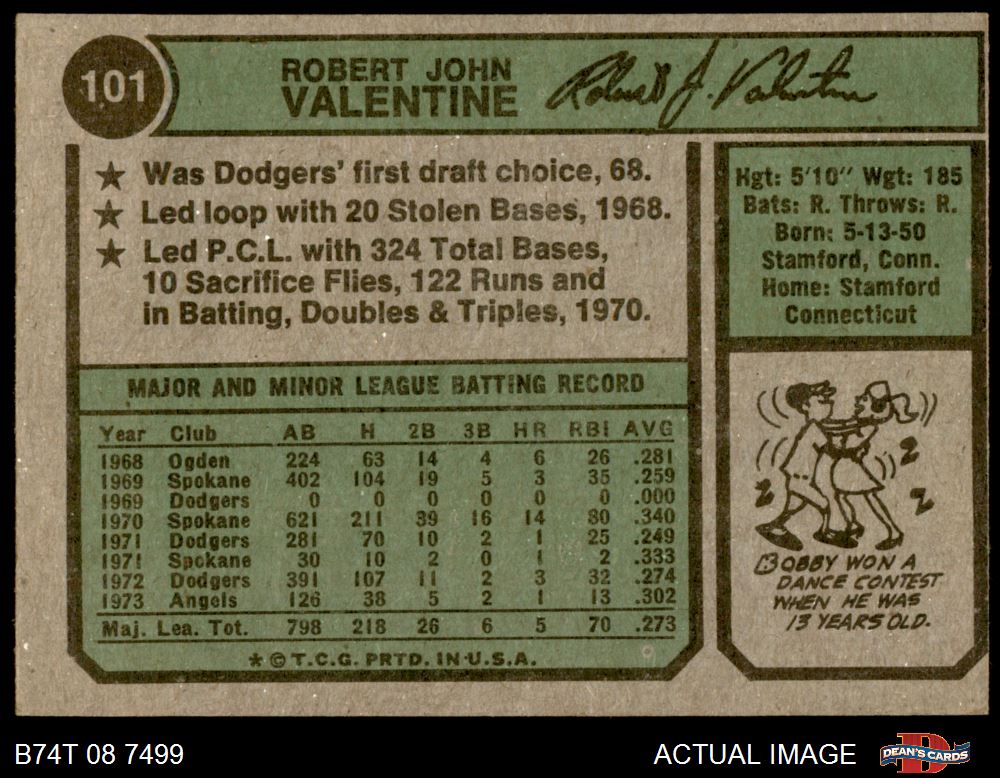 101
ROBERT JOHN
VALENTINE
Robert J. Valentine
★ Was Dodgers' first draft choice, 68.
★ Led loop with 20 Stolen Bases, 1968.
★ Led P.C.L. with 324 Total Bases,
10 Sacrifice Flies, 122 Runs and
in Batting, Doubles & Triples, 1970.
Hgt: 5'10" Wgt: 185
Bats: R. Throws: R.
Born: 5-13-50
Stamford, Conn.
Home: Stamford
Connecticut
MAJOR AND MINOR LEAGUE BATTING RECORD
Year Club AB H 2B 3B HR RBI AVG
1968 Ogden 224 63 14 4 6 26 .281
1969 Spokane 402 104 19 5 3 35 .259
1969 Dodgers 0 0 0 0 0 0 .000
1970 Spokane 621 211 39 16 14 80 .340
1971 Dodgers 281 70 10 2 1 25 .249
1971 Spokane 30 10 2 0 1 2 .333
1972 Dodgers 391 107 11 2 3 32 .274
1973 Angels 126 38 5 2 1 13 .302
Maj. Lea. Tot. 798 218 26 6 5 70 .273
★ © T.C.G. PRTD. IN U.S.A.
Z
Z
Z
BOBBY WON A
DANCE CONTEST
WHEN HE WAS
13 YEARS OLD.
B74T 08 7499
ACTUAL IMAGE
D
DEAN'S CARDS